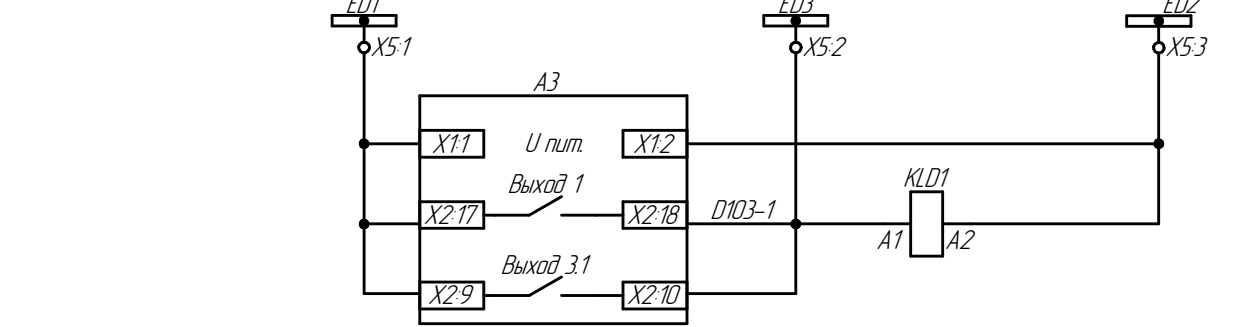 ED1 ED3 ED2
X5:1 X5:2 X5:3
A3
X1:1 U пит. X1:2
Выход 1 KLD1
X2:17 X2:18 D103-1
A1 A2
Выход 3.1
X2:9 X2:10